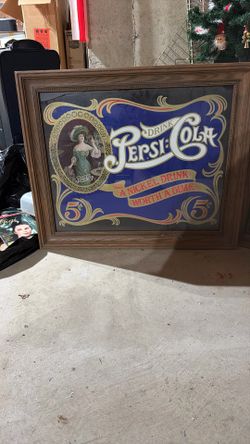 DRINK
PEPSI-COLA
A NICKEL DRINK
WORTH A DIME
5¢ 5¢